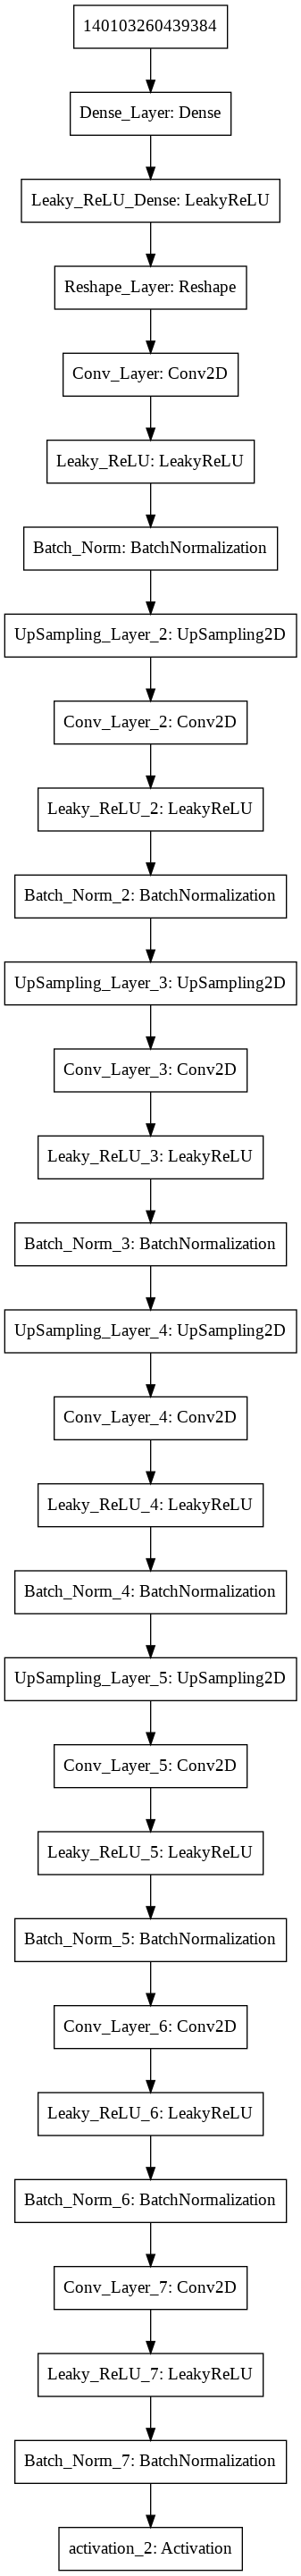 140103260439384
Dense_Layer: Dense
Leaky_ReLU_Dense: LeakyReLU
Reshape_Layer: Reshape
Conv_Layer: Conv2D
Leaky_ReLU: LeakyReLU
Batch_Norm: BatchNormalization
UpSampling_Layer_2: UpSampling2D
Conv_Layer_2: Conv2D
Leaky_ReLU_2: LeakyReLU
Batch_Norm_2: BatchNormalization
UpSampling_Layer_3: UpSampling2D
Conv_Layer_3: Conv2D
Leaky_ReLU_3: LeakyReLU
Batch_Norm_3: BatchNormalization
UpSampling_Layer_4: UpSampling2D
Conv_Layer_4: Conv2D
Leaky_ReLU_4: LeakyReLU
Batch_Norm_4: BatchNormalization
UpSampling_Layer_5: UpSampling2D
Conv_Layer_5: Conv2D
Leaky_ReLU_5: LeakyReLU
Batch_Norm_5: BatchNormalization
Conv_Layer_6: Conv2D
Leaky_ReLU_6: LeakyReLU
Batch_Norm_6: BatchNormalization
Conv_Layer_7: Conv2D
Leaky_ReLU_7: LeakyReLU
Batch_Norm_7: BatchNormalization
activation_2: Activation